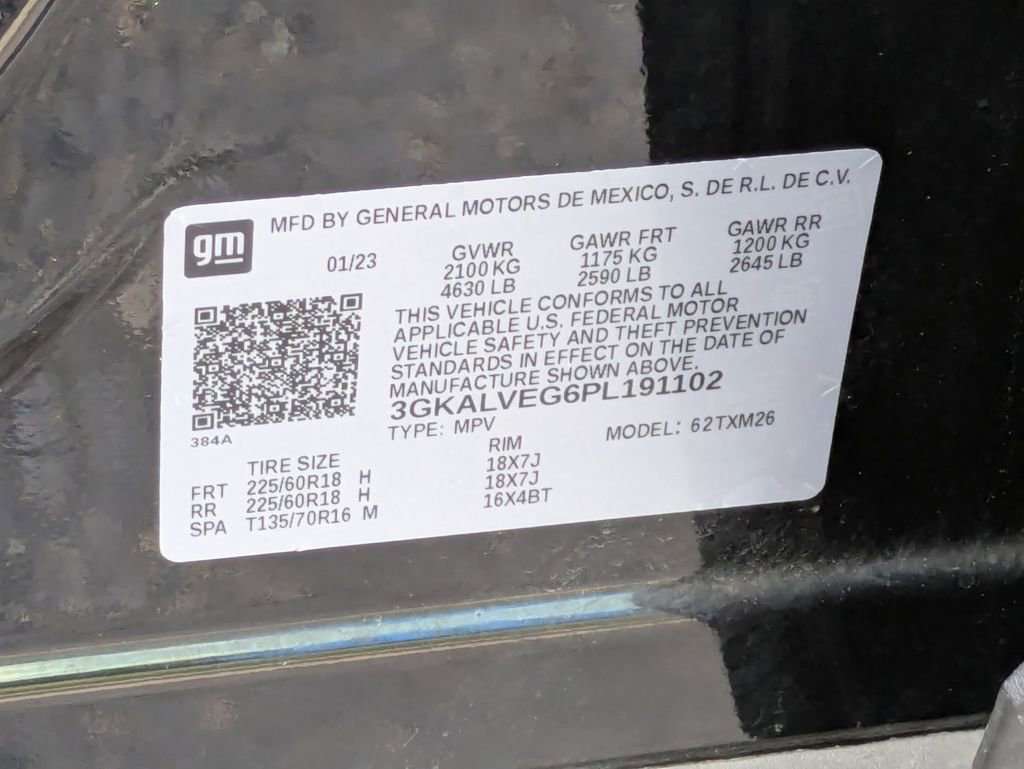 gm
MFD BY GENERAL MOTORS DE MEXICO, S. DE R.L. DE C.V.
01/23
GVWR
2100 KG
4630 LB
GAWR FRT
1175 KG
2590 LB
GAWR RR
1200 KG
2645 LB
THIS VEHICLE CONFORMS TO ALL
APPLICABLE U.S. FEDERAL MOTOR
VEHICLE SAFETY AND THEFT PREVENTION
STANDARDS IN EFFECT ON THE DATE OF
MANUFACTURE SHOWN ABOVE.
3GKALVEG6PL191102
TYPE: MPV MODEL: 62TXM26
384A
TIRE SIZE RIM
FRT 225/60R18 H 18X7J
RR 225/60R18 H 18X7J
SPA T135/70R16 M 16X4BT